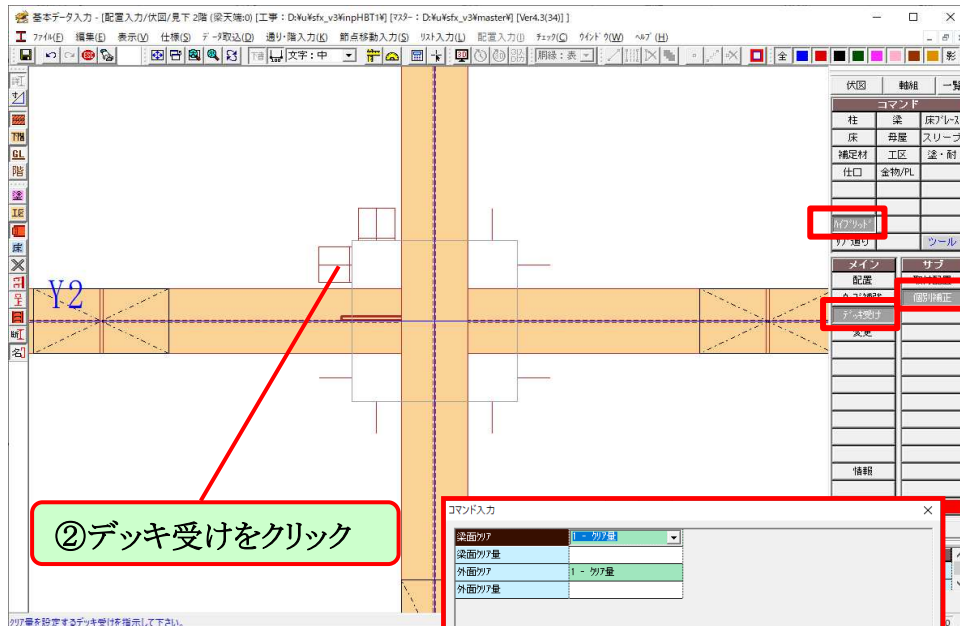 基本データ入力 - [配置入力/伏図/見下 2階 (梁天端:0) [工事 : D:¥u¥sfx_v3¥inpHBT1¥] [マスター : D:¥u¥sfx_v3¥master¥] [Ver4.3(34)] ]
ファイル(F) 編集(E) 表示(V) 仕様(S) データ取込(D) 通り・階入力(K) 節点移動入力(S) リスト入力(L) 配置入力(I) チェック(C) ウインドウ(W) ヘルプ(H)
文字 : 中
胴縁 : 表
全
影
GL
階
塗
床
名
伏図 軸組 一覧
コマンド
柱 梁 床ブレース
床 母屋 スリーブ
補足材 工区 塗・耐
仕口 金物/PL
ハイブリッド
ツール
メイン サブ
配置
個別補正
デッキ受け
変更
情報
Y2
②デッキ受けをクリック
コマンド入力
梁面クリア 1 - クリア量
梁面クリア量
外面クリア 1 - クリア量
外面クリア量
クリア量を設定するデッキ受けを指示して下さい。